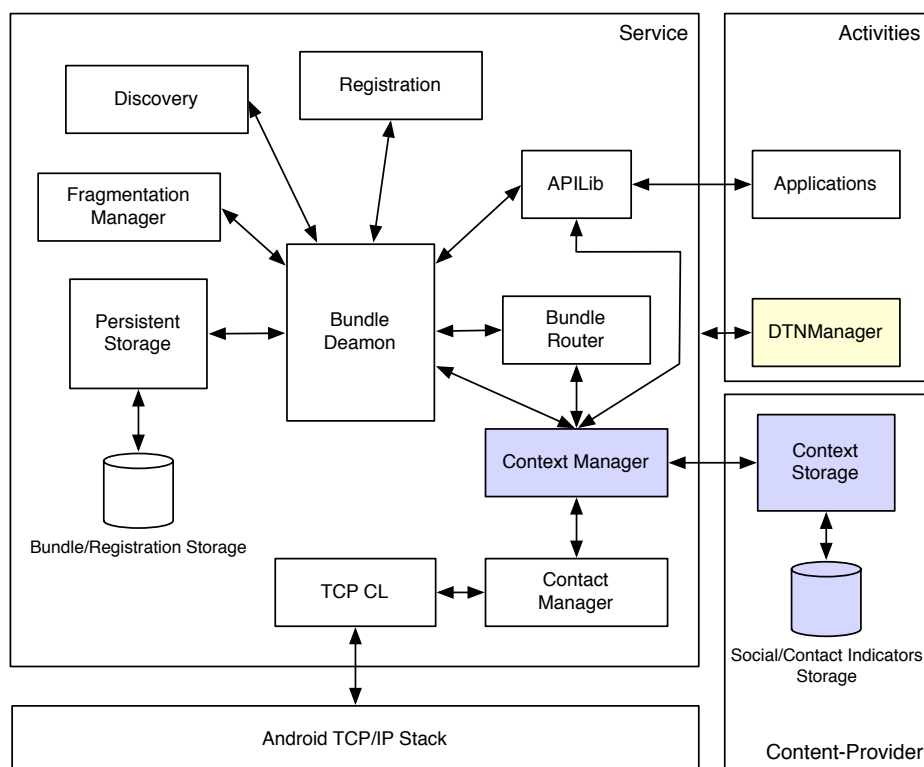 Service
Activities
Discovery
Registration
Fragmentation
Manager
APILib
Applications
Persistent
Storage
Bundle
Deamon
Bundle
Router
DTNManager
Context Manager
Context
Storage
Bundle/Registration Storage
TCP CL
Contact
Manager
Social/Contact Indicators
Storage
Android TCP/IP Stack
Content-Provider